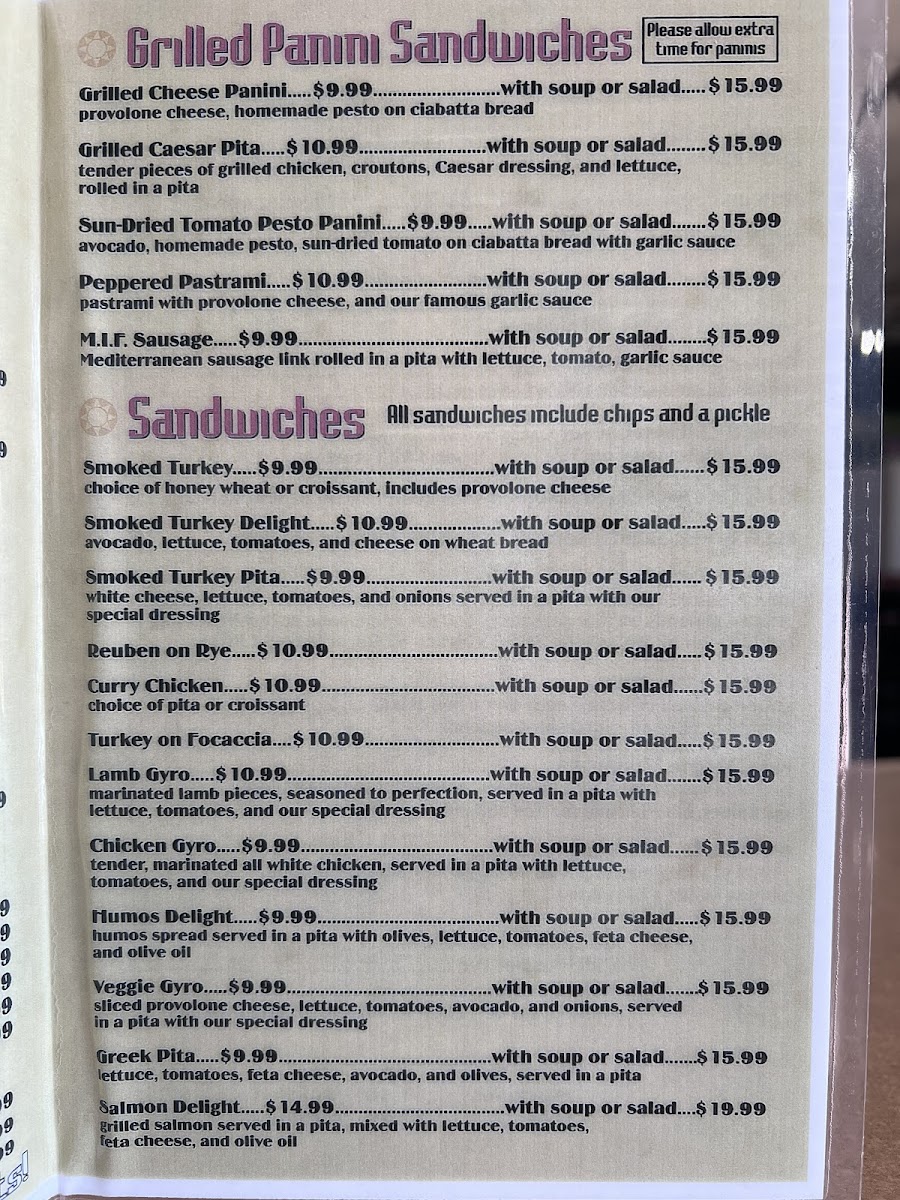 Grilled Panini Sandwiches
Please allow extra
time for paninis
Grilled Cheese Panini.....$9.99...........................with soup or salad.....$15.99
provolone cheese, homemade pesto on ciabatta bread
Grilled Caesar Pita.....$10.99...........................with soup or salad........$15.99
tender pieces of grilled chicken, croutons, Caesar dressing, and lettuce,
rolled in a pita
Sun-Dried Tomato Pesto Panini.....$9.99.....with soup or salad.......$15.99
avocado, homemade pesto, sun-dried tomato on ciabatta bread with garlic sauce
Peppered Pastrami.....$10.99..........................with soup or salad........$15.99
pastrami with provolone cheese, and our famous garlic sauce
M.I.F. Sausage.....$9.99........................................with soup or salad........$15.99
Mediterranean sausage link rolled in a pita with lettuce, tomato, garlic sauce
Sandwiches All sandwiches include chips and a pickle
Smoked Turkey.....$9.99.....................................with soup or salad......$15.99
choice of honey wheat or croissant, includes provolone cheese
Smoked Turkey Delight.....$10.99...................with soup or salad.....$15.99
avocado, lettuce, tomatoes, and cheese on wheat bread
Smoked Turkey Pita.....$9.99..........................with soup or salad......$15.99
white cheese, lettuce, tomatoes, and onions served in a pita with our
special dressing
Reuben on Rye.....$10.99...................................with soup or salad.....$15.99
Curry Chicken.....$10.99....................................with soup or salad......$15.99
choice of pita or croissant
Turkey on Focaccia....$10.99............................with soup or salad.....$15.99
Lamb Gyro.....$10.99..........................................with soup or salad.......$15.99
marinated lamb pieces, seasoned to perfection, served in a pita with
lettuce, tomatoes, and our special dressing
Chicken Gyro.....$9.99........................................with soup or salad......$15.99
tender, marinated all white chicken, served in a pita with lettuce,
tomatoes, and our special dressing
Humos Delight.....$9.99......................................with soup or salad.....$15.99
humos spread served in a pita with olives, lettuce, tomatoes, feta cheese,
and olive oil
Veggie Gyro.....$9.99...........................................with soup or salad.......$15.99
sliced provolone cheese, lettuce, tomatoes, avocado, and onions, served
in a pita with our special dressing
Greek Pita.....$9.99............................................with soup or salad.......$15.99
lettuce, tomatoes, feta cheese, avocado, and olives, served in a pita
Salmon Delight.....$14.99...................................with soup or salad....$19.99
grilled salmon served in a pita, mixed with lettuce, tomatoes,
feta cheese, and olive oil